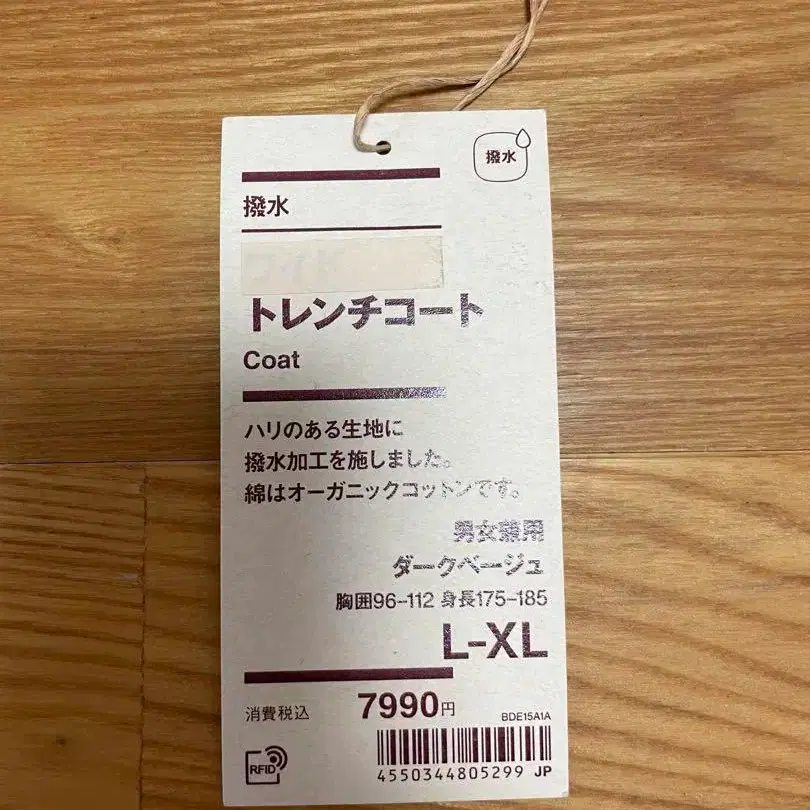 撥水
撥水
トレンチコート
Coat
ハリのある生地に
撥水加工を施しました。
綿はオーガニックコットンです。
男女兼用
ダークベージュ
胸囲96-112 身長175-185
L-XL
消費税込 7990円
BDE15A1A
RFID
4550344805299 JP